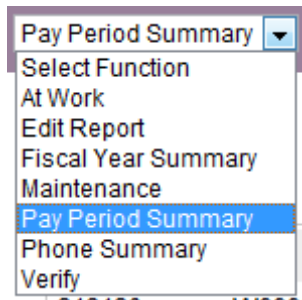 Pay Period Summary
Select Function
At Work
Edit Report
Fiscal Year Summary
Maintenance
Pay Period Summary
Phone Summary
Verify